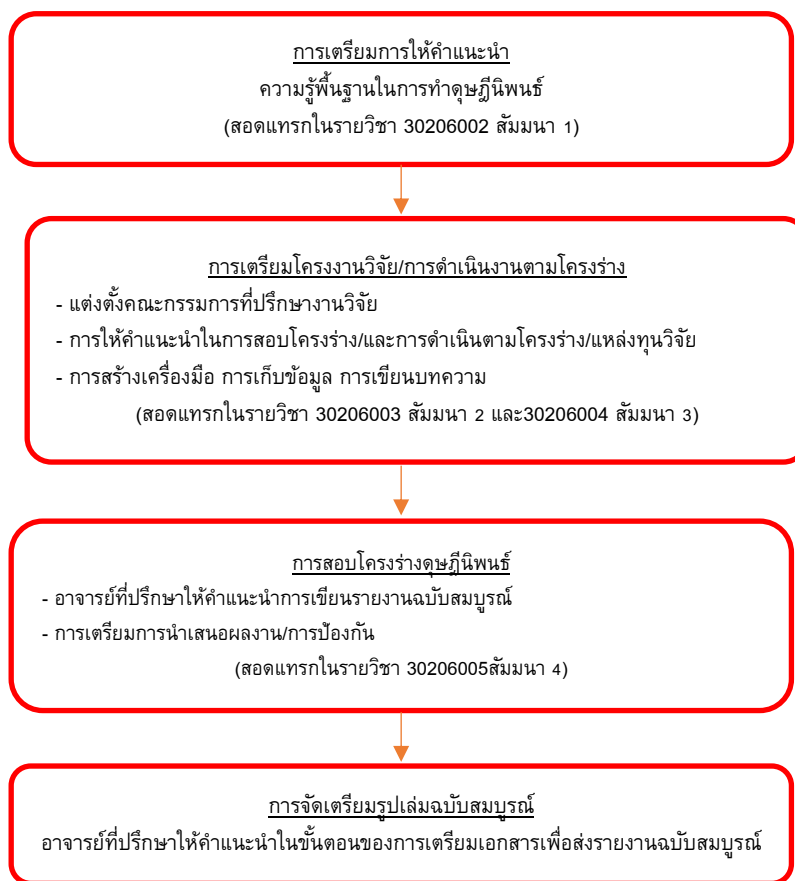 การเตรียมการให้คำแนะนำ
ความรู้พื้นฐานในการทำดุษฎีนิพนธ์
(สอดแทรกในรายวิชา 30206002 สัมมนา 1)
การเตรียมโครงงานวิจัย/การดำเนินงานตามโครงร่าง
- แต่งตั้งคณะกรรมการที่ปรึกษางานวิจัย
- การให้คำแนะนำในการสอบโครงร่าง/และการดำเนินตามโครงร่าง/แหล่งทุนวิจัย
- การสร้างเครื่องมือ การเก็บข้อมูล การเขียนบทความ
(สอดแทรกในรายวิชา 30206003 สัมมนา 2 และ30206004 สัมมนา 3)
การสอบโครงร่างดุษฎีนิพนธ์
- อาจารย์ที่ปรึกษาให้คำแนะนำการเขียนรายงานฉบับสมบูรณ์
- การเตรียมการนำเสนอผลงาน/การป้องกัน
(สอดแทรกในรายวิชา 30206005สัมมนา 4)
การจัดเตรียมรูปเล่มฉบับสมบูรณ์
อาจารย์ที่ปรึกษาให้คำแนะนำในขั้นตอนของการเตรียมเอกสารเพื่อส่งรายงานฉบับสมบูรณ์